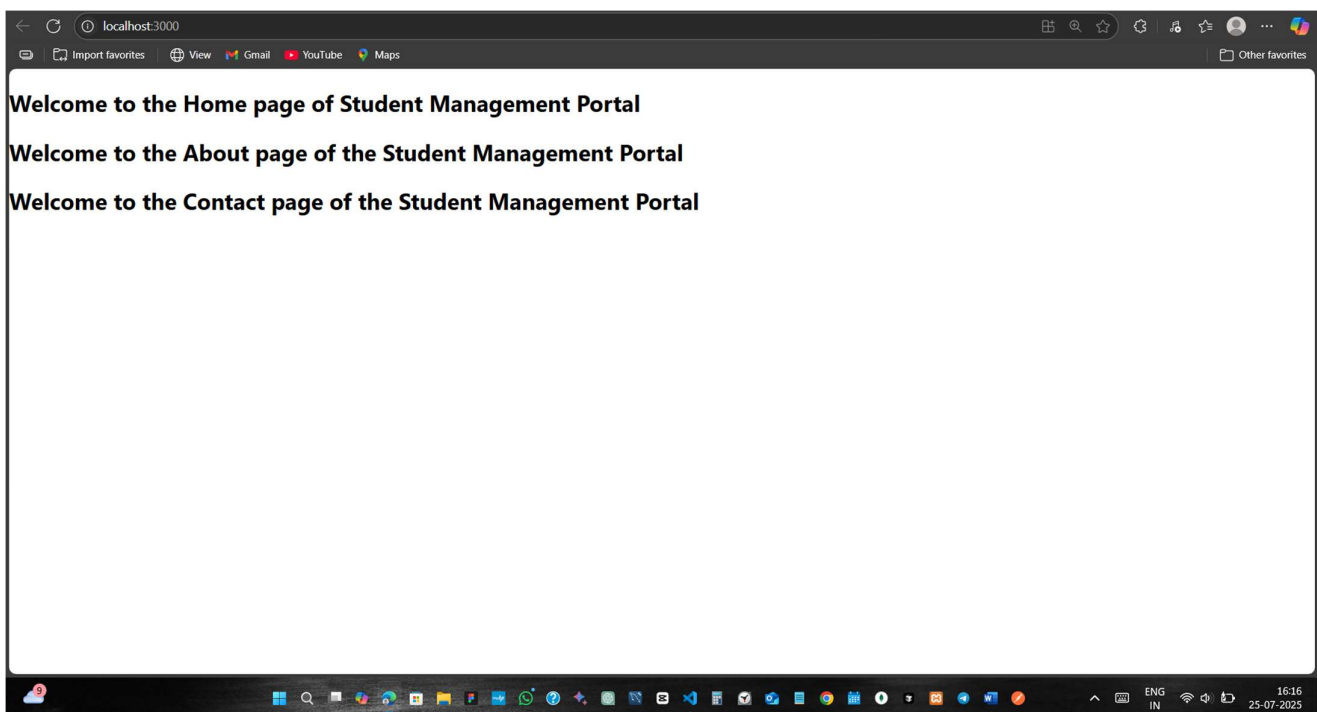 localhost:3000
Import favorites View Gmail YouTube Maps Other favorites
Welcome to the Home page of Student Management Portal
Welcome to the About page of the Student Management Portal
Welcome to the Contact page of the Student Management Portal
9
ENG
IN
16:16
25-07-2025